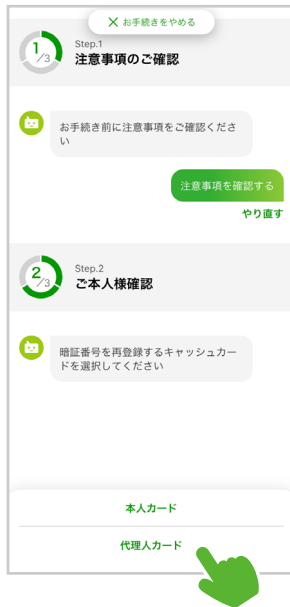 × お手続きをやめる
1/3
Step.1
注意事項のご確認
お手続き前に注意事項をご確認くださ
い
注意事項を確認する
やり直す
2/3
Step.2
ご本人様確認
暗証番号を再登録するキャッシュカー
ドを選択してください
本人カード
代理人カード